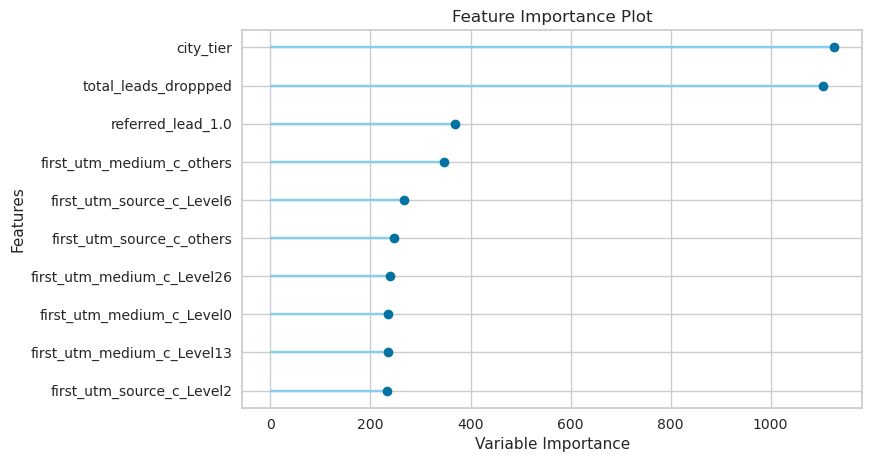 Feature Importance Plot
city_tier
total_leads_droppped
referred_lead_1.0
first_utm_medium_c_others
first_utm_source_c_Level6
first_utm_source_c_others
first_utm_medium_c_Level26
first_utm_medium_c_Level0
first_utm_medium_c_Level13
first_utm_source_c_Level2
Features
0 200 400 600 800 1000
Variable Importance